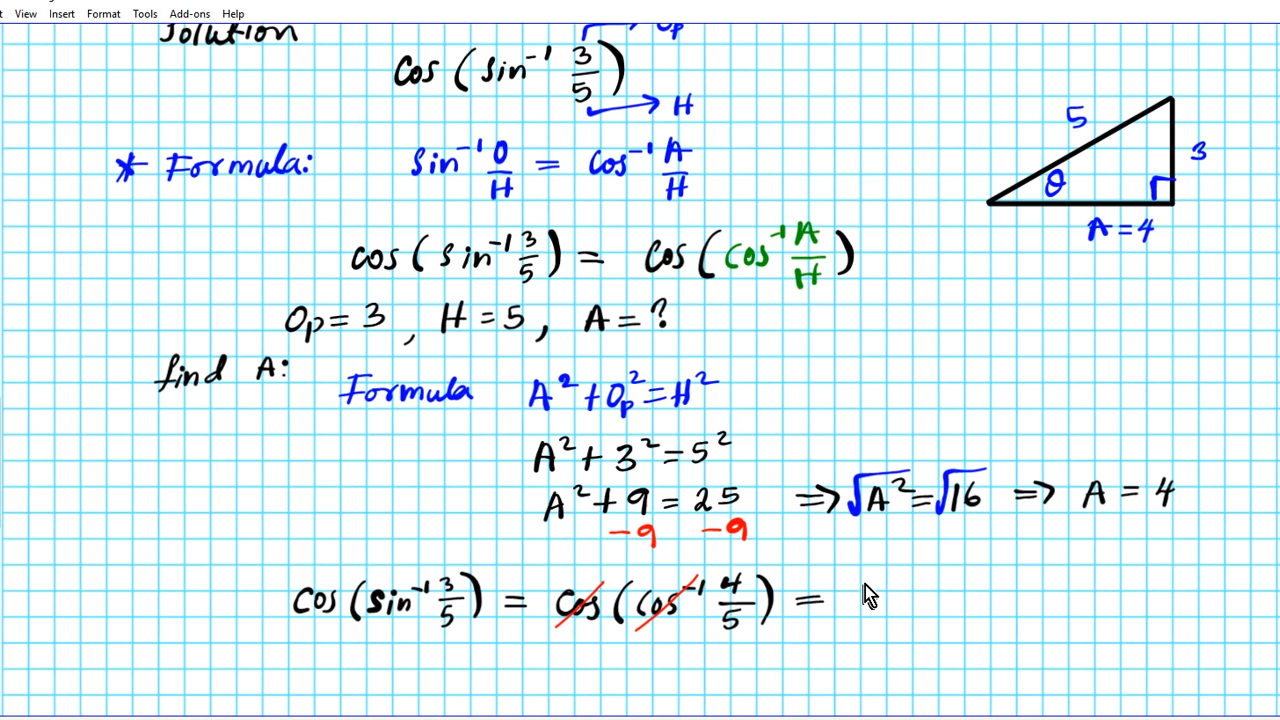 View Insert Format Tools Add-ons Help
Solution
Op
cos (sin⁻¹ 3/5)
H
* Formula: sin⁻¹ O/H = cos⁻¹ A/H
5
3
θ
A = 4
cos (sin⁻¹ 3/5) = cos (cos⁻¹ A/H)
Op = 3 , H = 5 , A = ?
find A:
Formula A² + Op² = H²
A² + 3² = 5²
A² + 9 = 25 ⟹ √A² = √16 ⟹ A = 4
-9 -9
cos (sin⁻¹ 3/5) = cos (cos⁻¹ 4/5) =